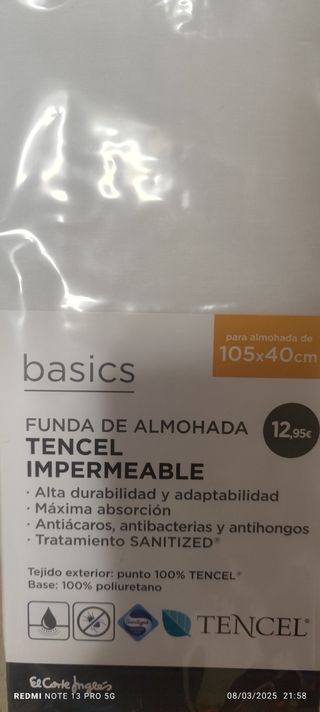 para almohada de
105x40cm
basics
12,95€
FUNDA DE ALMOHADA
TENCEL
IMPERMEABLE
· Alta durabilidad y adaptabilidad
· Máxima absorción
· Antiácaros, antibacterias y antihongos
· Tratamiento SANITIZED®
Tejido exterior: punto 100% TENCEL®
Base: 100% poliuretano
Sanitized
TENCEL®
El Corte Inglés
REDMI NOTE 13 PRO 5G
08/03/2025 21:58